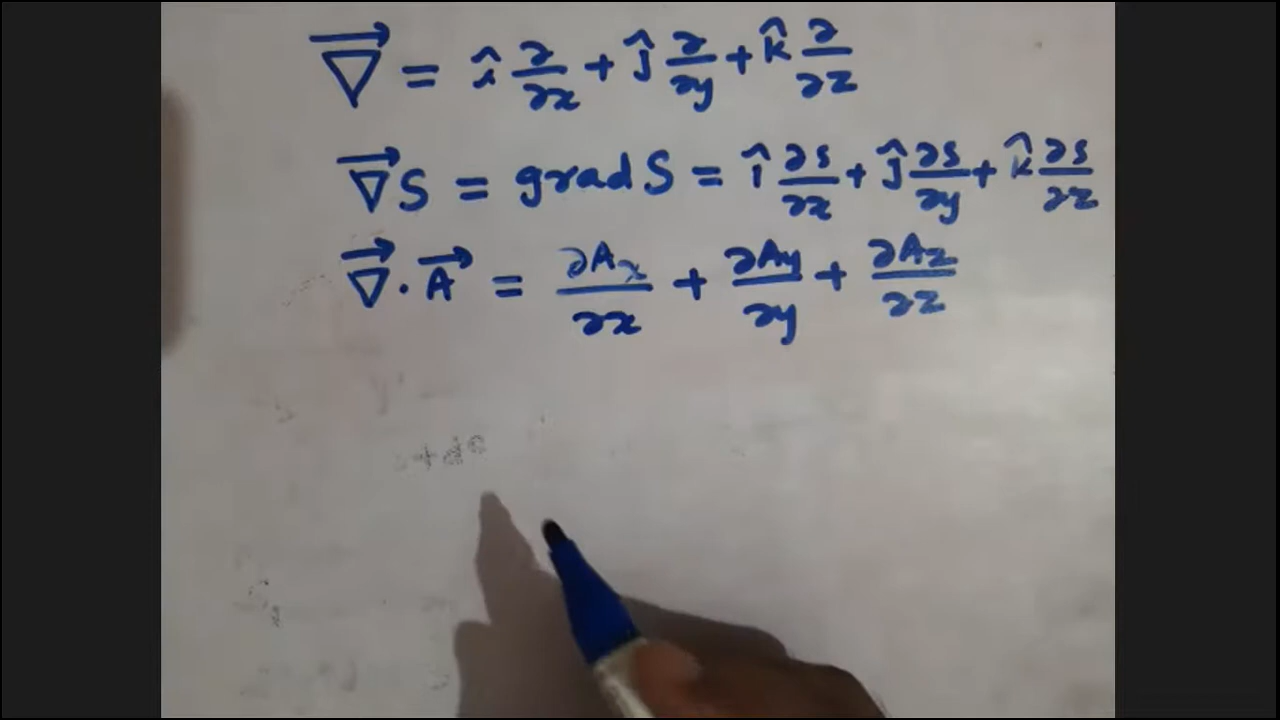 ∇⃗ = î ∂/∂x + ĵ ∂/∂y + k̂ ∂/∂z
∇⃗S = grad S = î ∂S/∂x + ĵ ∂S/∂y + k̂ ∂S/∂z
∇⃗ · A⃗ = ∂Ax/∂x + ∂Ay/∂y + ∂Az/∂z